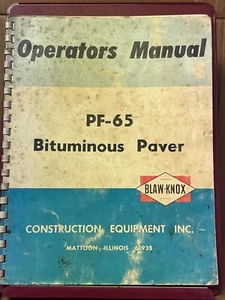 Operators Manual
PF-65
Bituminous Paver
BLAW-KNOX
CONSTRUCTION EQUIPMENT INC.
MATTOON, ILLINOIS 61938